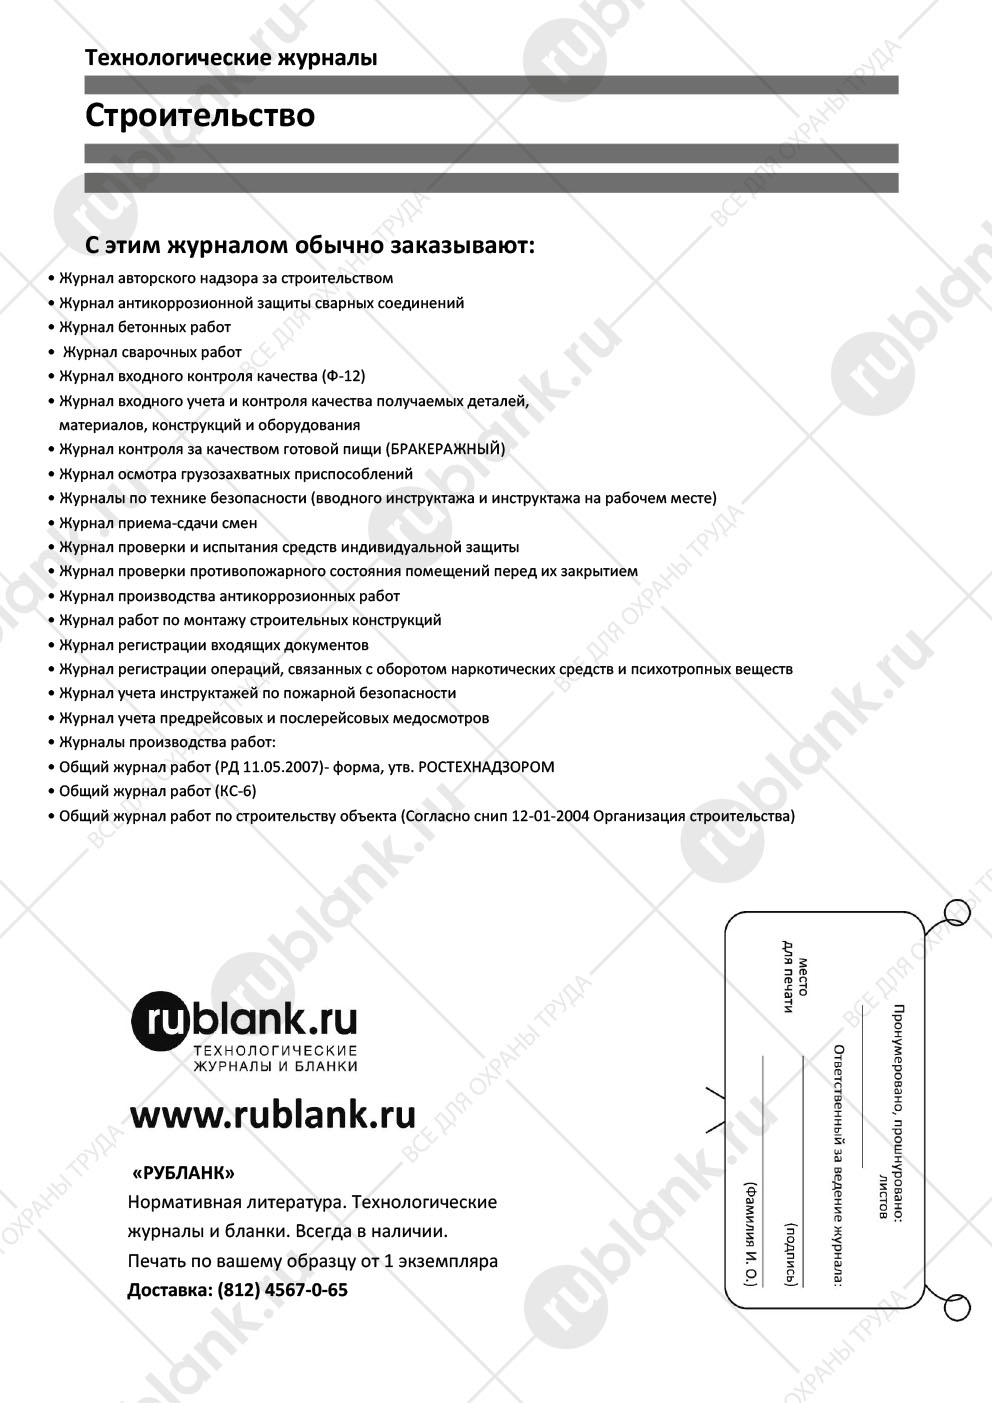 Технологические журналы
Строительство
С этим журналом обычно заказывают:
• Журнал авторского надзора за строительством
• Журнал антикоррозионной защиты сварных соединений
• Журнал бетонных работ
• Журнал сварочных работ
• Журнал входного контроля качества (Ф-12)
• Журнал входного учета и контроля качества получаемых деталей,
материалов, конструкций и оборудования
• Журнал контроля за качеством готовой пищи (БРАКЕРАЖНЫЙ)
• Журнал осмотра грузозахватных приспособлений
• Журналы по технике безопасности (вводного инструктажа и инструктажа на рабочем месте)
• Журнал приема-сдачи смен
• Журнал проверки и испытания средств индивидуальной защиты
• Журнал проверки противопожарного состояния помещений перед их закрытием
• Журнал производства антикоррозионных работ
• Журнал работ по монтажу строительных конструкций
• Журнал регистрации входящих документов
• Журнал регистрации операций, связанных с оборотом наркотических средств и психотропных веществ
• Журнал учета инструктажей по пожарной безопасности
• Журнал учета предрейсовых и послерейсовых медосмотров
• Журналы производства работ:
• Общий журнал работ (РД 11.05.2007)- форма, утв. РОСТЕХНАДЗОРОМ
• Общий журнал работ (КС-6)
• Общий журнал работ по строительству объекта (Согласно снип 12-01-2004 Организация строительства)
rublank.ru
ТЕХНОЛОГИЧЕСКИЕ
ЖУРНАЛЫ И БЛАНКИ
www.rublank.ru
«РУБЛАНК»
Нормативная литература. Технологические
журналы и бланки. Всегда в наличии.
Печать по вашему образцу от 1 экземпляра
Доставка: (812) 4567-0-65
Пронумеровано, прошнуровано:
листов
Ответственный за ведение журнала:
место
для печати
(подпись)
(Фамилия И. О.)
rublank.ru
ВСЕ ДЛЯ ОХРАНЫ ТРУДА